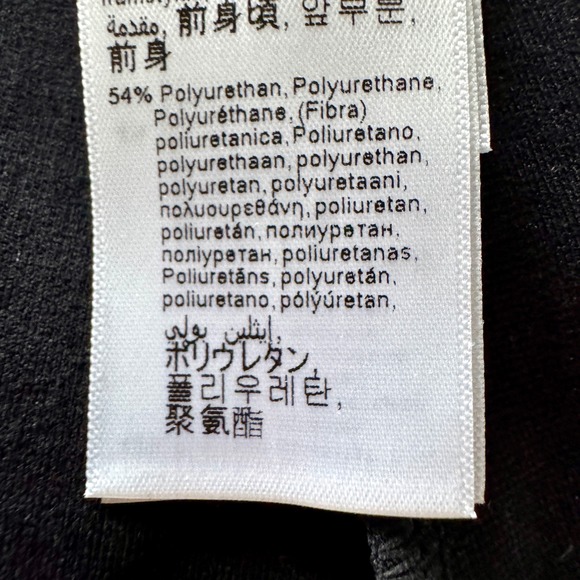 مقدمة, 前身頃, 앞부분,
前身
54% Polyurethan, Polyurethane,
Polyuréthane, (Fibra)
poliuretanica, Poliuretano,
polyurethaan, polyurethan,
polyuretan, polyuretaani,
πολυουρεθάνη, poliuretan,
poliuretán, полиуретан,
поліуретан, poliuretanas,
Poliuretāns, polyuretán,
poliuretano, pólýúretan,
إيثلين بولي,
ポリウレタン,
폴리우레탄,
聚氨酯